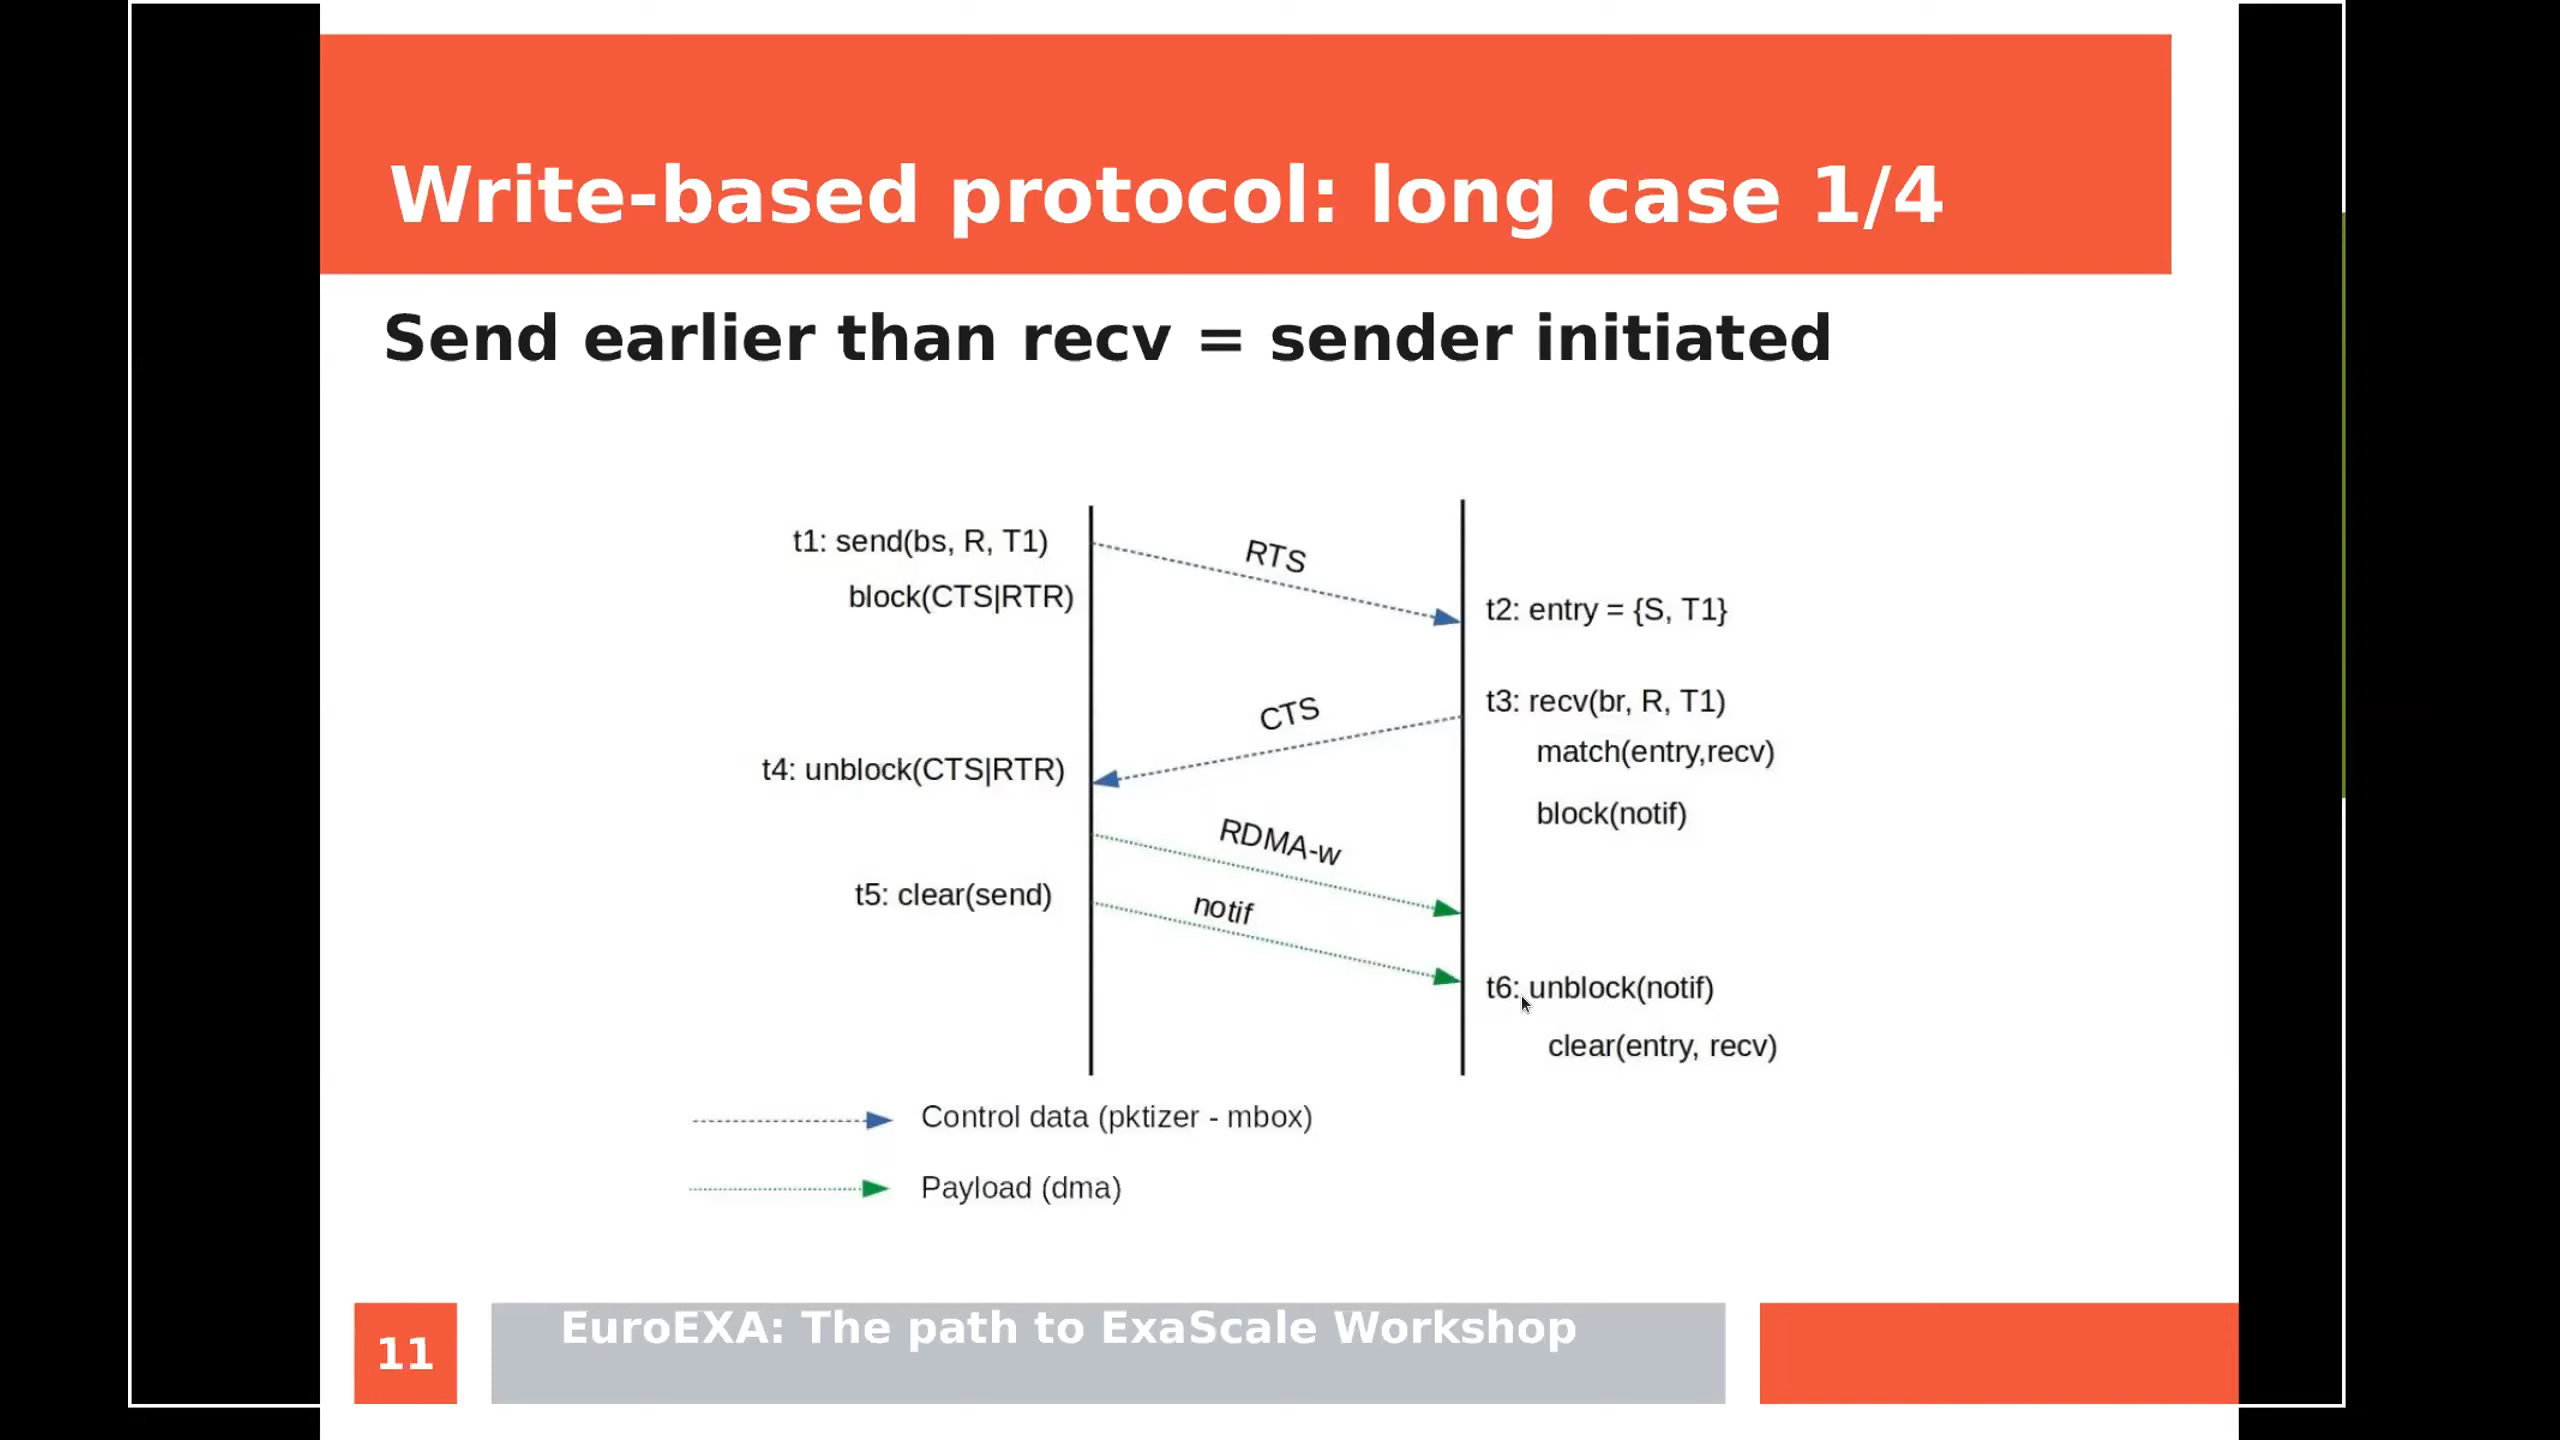 Write-based protocol: long case 1/4
Send earlier than recv = sender initiated
t1: send(bs, R, T1)
RTS
block(CTS|RTR)
t2: entry = {S, T1}
t3: recv(br, R, T1)
CTS
match(entry,recv)
t4: unblock(CTS|RTR)
block(notif)
RDMA-w
t5: clear(send)
notif
t6: unblock(notif)
clear(entry, recv)
Control data (pktizer - mbox)
Payload (dma)
EuroEXA: The path to ExaScale Workshop
11